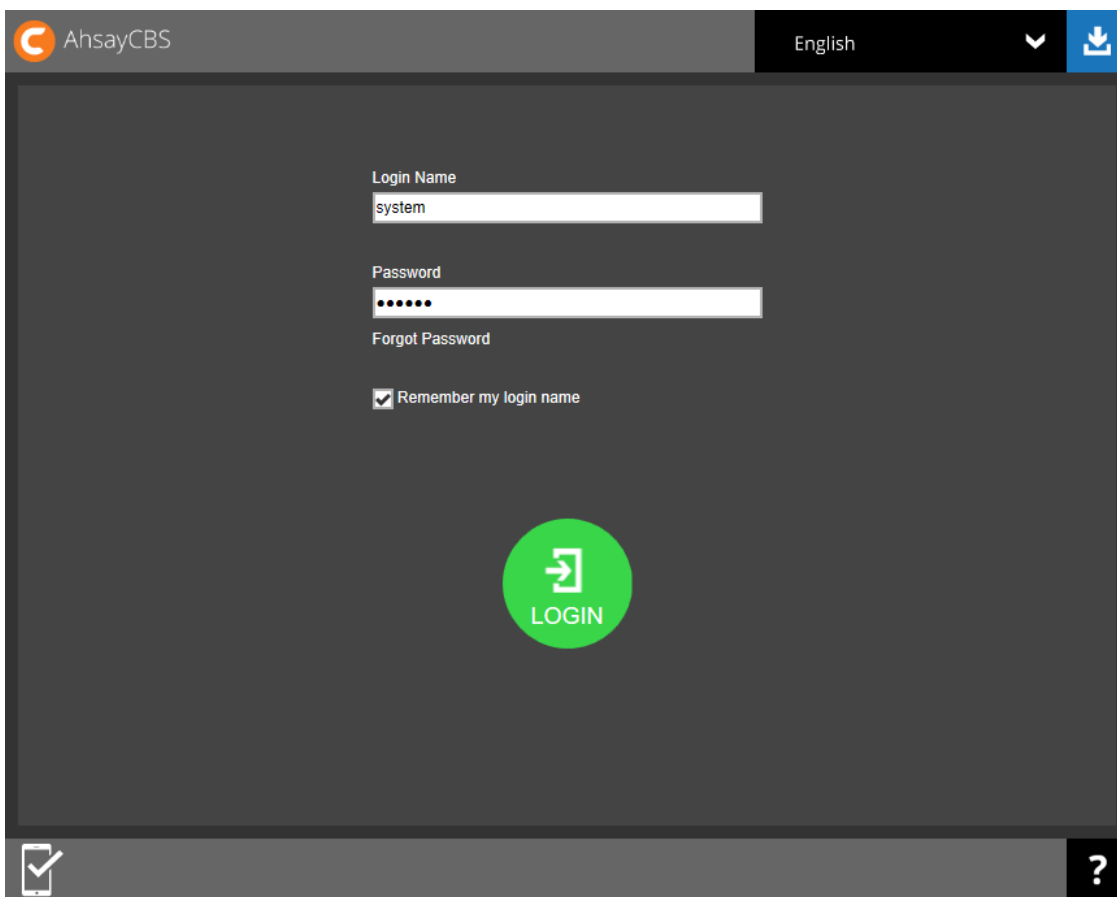 AhsayCBS
English
Login Name
system
Password
••••••
Forgot Password
Remember my login name
LOGIN
?